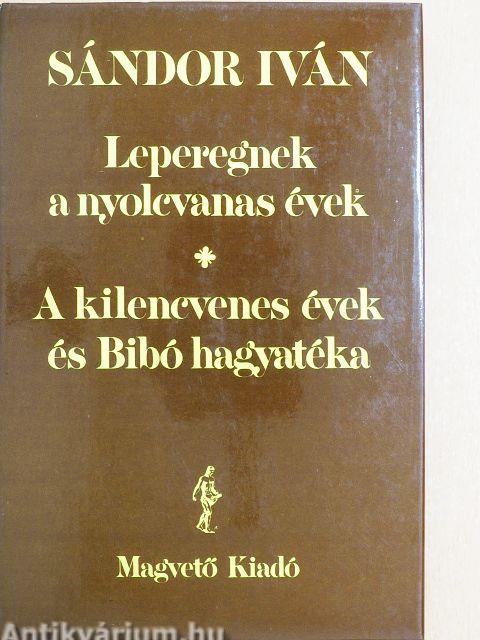 SÁNDOR IVÁN
Leperegnek
a nyolcvanas évek
A kilencvenes évek
és Bibó hagyatéka
Magvető Kiadó
Antikvárium.hu